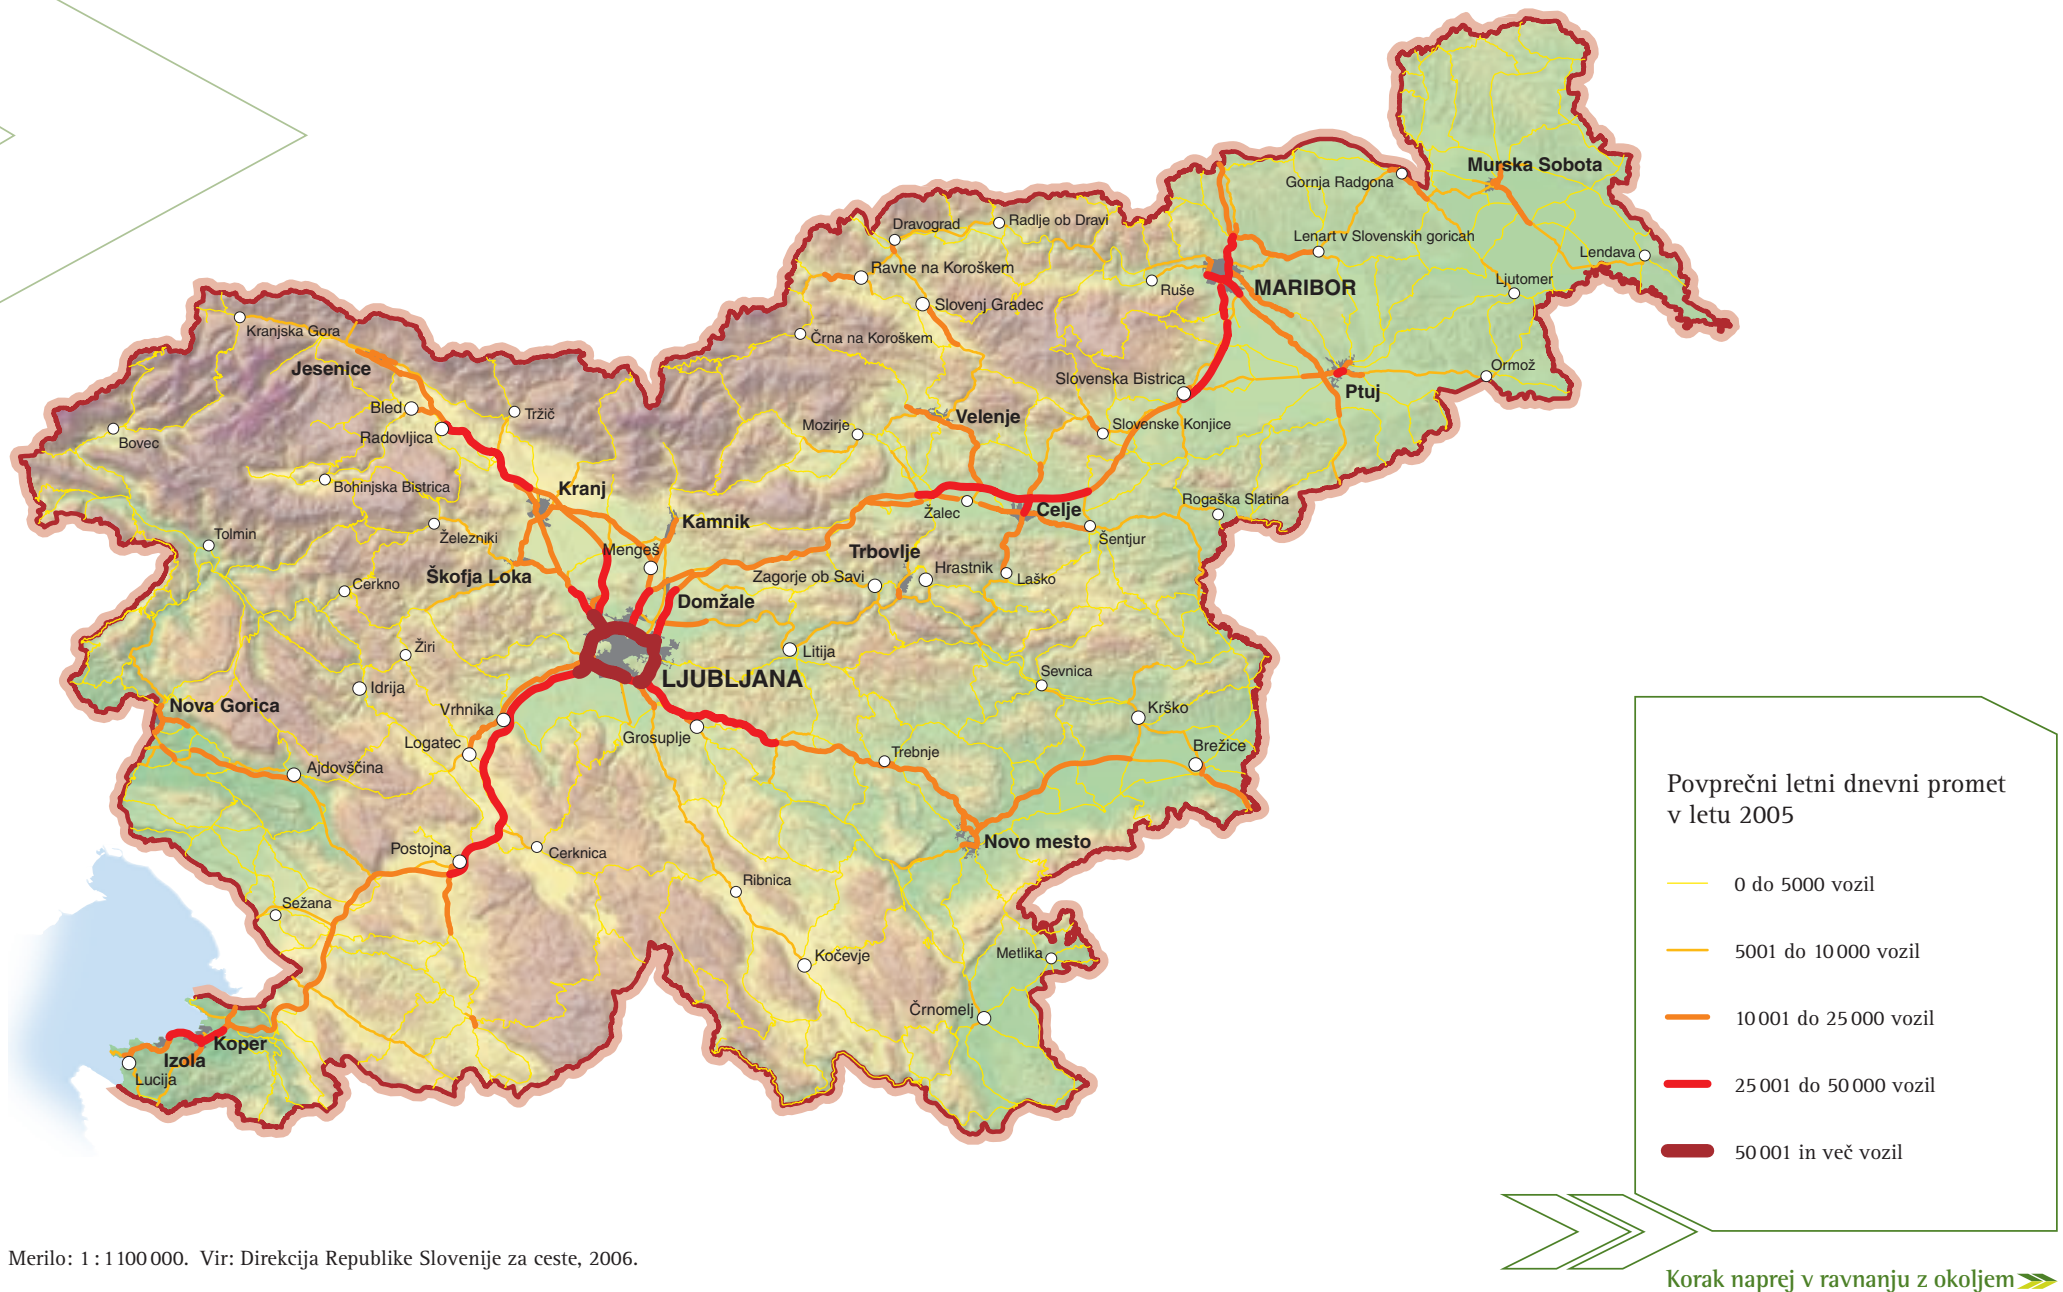 Murska Sobota
Gornja Radgona
Dravograd
Radlje ob Dravi
Lenart v Slovenskih goricah
Lendava
Ravne na Koroškem
Ruše
MARIBOR
Ljutomer
Slovenj Gradec
Kranjska Gora
Črna na Koroškem
Jesenice
Slovenska Bistrica
Ormož
Ptuj
Bled
Tržič
Velenje
Mozirje
Slovenske Konjice
Radovljica
Bovec
Bohinjska Bistrica
Kranj
Rogaška Slatina
Žalec
Celje
Kamnik
Tolmin
Železniki
Šentjur
Mengeš
Trbovlje
Hrastnik
Škofja Loka
Zagorje ob Savi
Laško
Cerkno
Domžale
Žiri
Litija
Sevnica
LJUBLJANA
Idrija
Nova Gorica
Vrhnika
Krško
Grosuplje
Logatec
Brežice
Trebnje
Ajdovščina
Novo mesto
Postojna
Cerknica
Ribnica
Sežana
Metlika
Kočevje
Črnomelj
Koper
Izola
Lucija
Povprečni letni dnevni promet
v letu 2005
0 do 5000 vozil
5001 do 10 000 vozil
10 001 do 25 000 vozil
25 001 do 50 000 vozil
50 001 in več vozil
Merilo: 1 : 1 100 000. Vir: Direkcija Republike Slovenije za ceste, 2006.
Korak naprej v ravnanju z okoljem